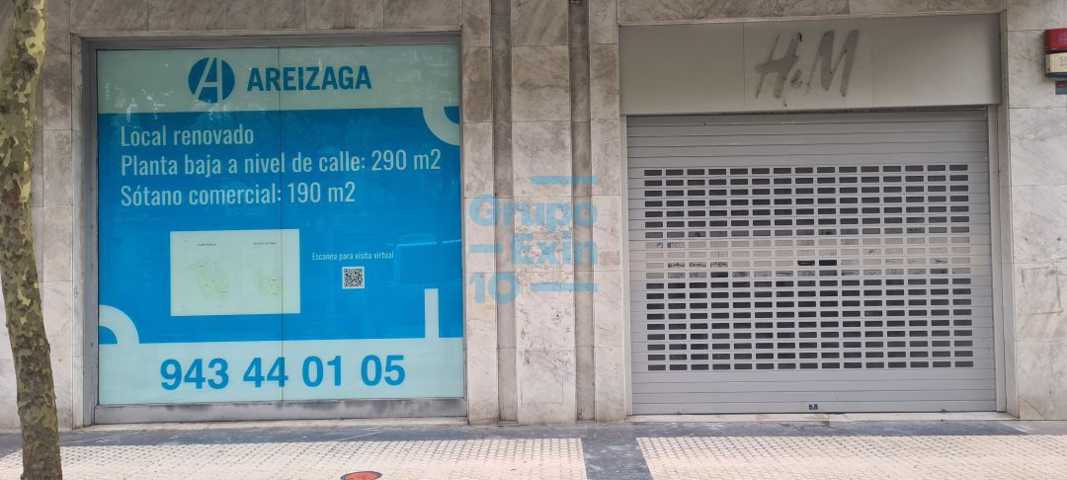 AREIZAGA
Local renovado
Planta baja a nivel de calle: 290 m2
Sótano comercial: 190 m2
Escanea para visita virtual
943 44 01 05
H&M
Grupo
Exin
10